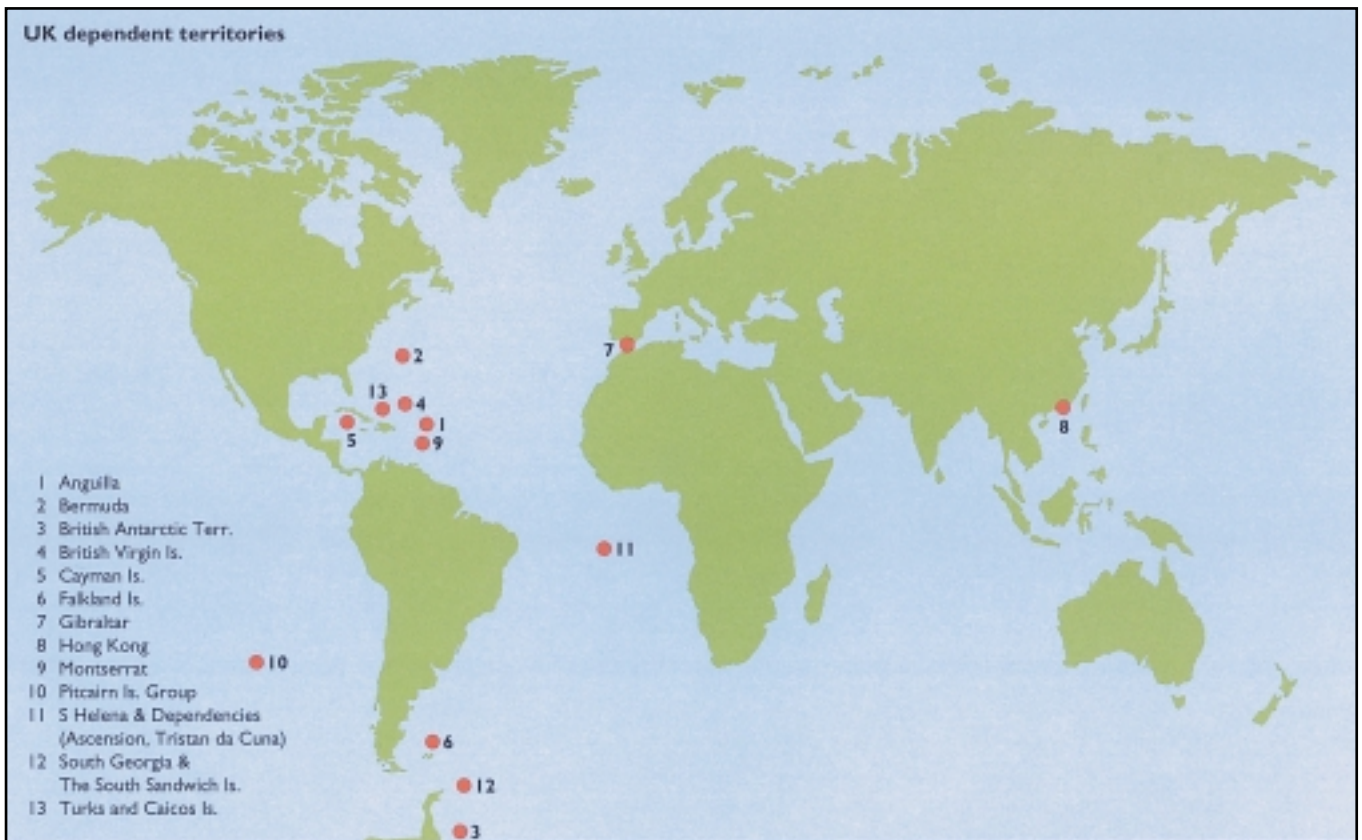 UK dependent territories
2
13
4
1
5
9
7
8
11
10
6
12
3
1 Anguilla
2 Bermuda
3 British Antarctic Terr.
4 British Virgin Is.
5 Cayman Is.
6 Falkland Is.
7 Gibraltar
8 Hong Kong
9 Montserrat
10 Pitcairn Is. Group
11 S Helena & Dependencies
(Ascension, Tristan da Cuna)
12 South Georgia &
The South Sandwich Is.
13 Turks and Caicos Is.